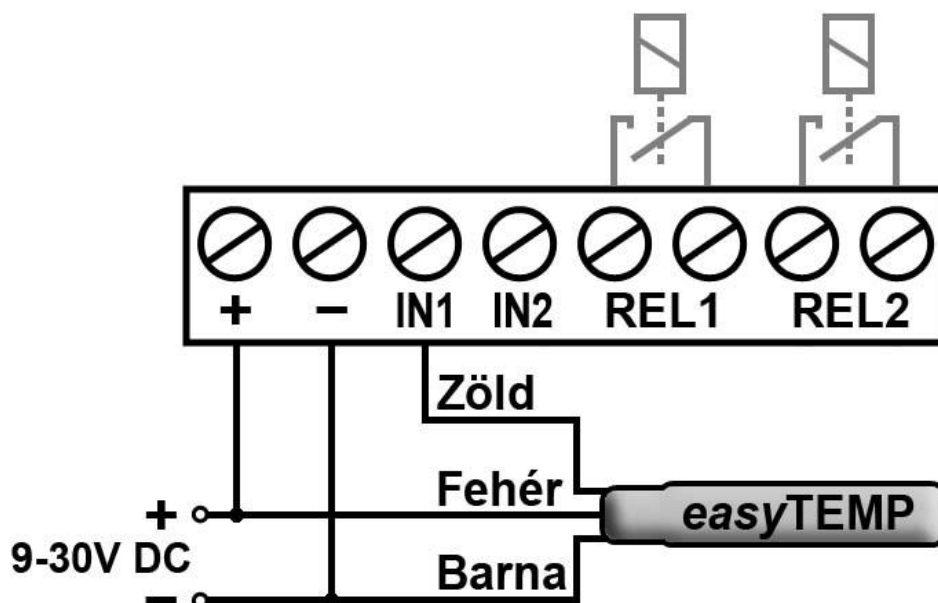 + − IN1 IN2 REL1 REL2
Zöld
Fehér
easyTEMP
+
9-30V DC
Barna
−